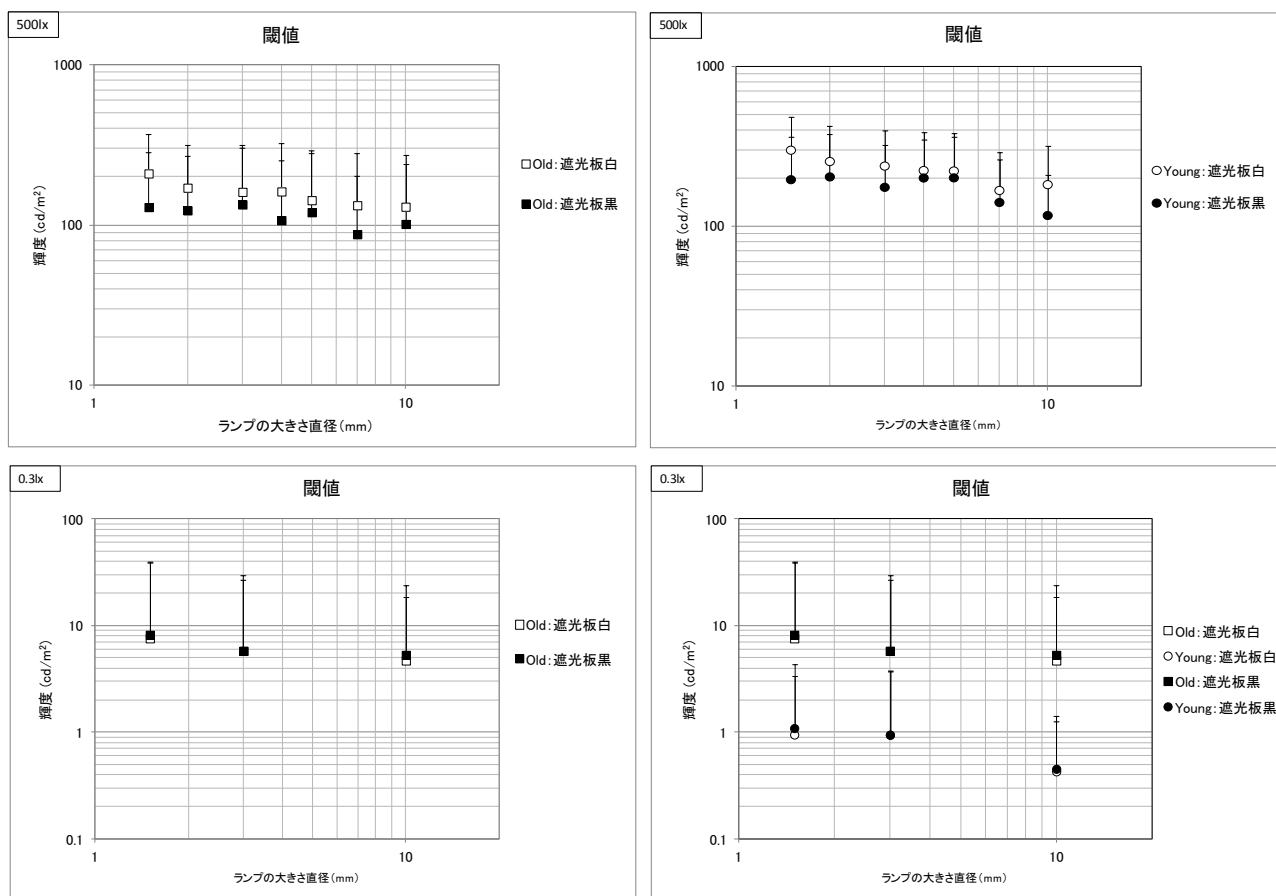 500lx
閾値
1000
100
10
1
10
輝度(cd/m²)
ランプの大きさ直径(mm)
□Old:遮光板白
■Old:遮光板黒
500lx
閾値
1000
100
10
1
10
輝度(cd/m²)
ランプの大きさ直径(mm)
○Young:遮光板白
●Young:遮光板黒
0.3lx
閾値
100
10
1
0.1
1
10
輝度(cd/m²)
ランプの大きさ直径(mm)
□Old:遮光板白
■Old:遮光板黒
0.3lx
閾値
100
10
1
0.1
1
10
輝度(cd/m²)
ランプの大きさ直径(mm)
□Old:遮光板白
○Young:遮光板白
■Old:遮光板黒
●Young:遮光板黒